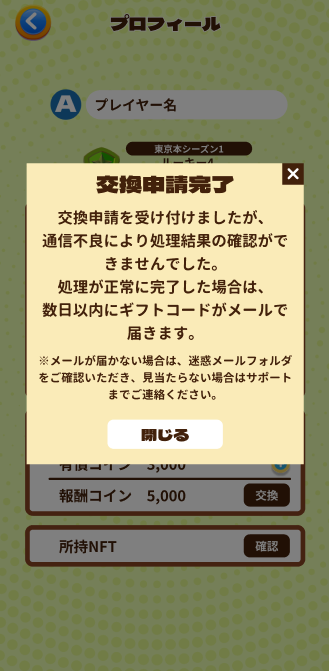 プロフィール
A
プレイヤー名
東京本シーズン1
ルーキー4
交換申請完了
交換申請を受け付けましたが、
通信不良により処理結果の確認がで
きませんでした。
処理が正常に完了した場合は、
数日以内にギフトコードがメールで
届きます。
※メールが届かない場合は、迷惑メールフォルダ
をご確認いただき、見当たらない場合はサポート
までご連絡ください。
閉じる
有償コイン 3,000
報酬コイン 5,000 交換
所持NFT 確認